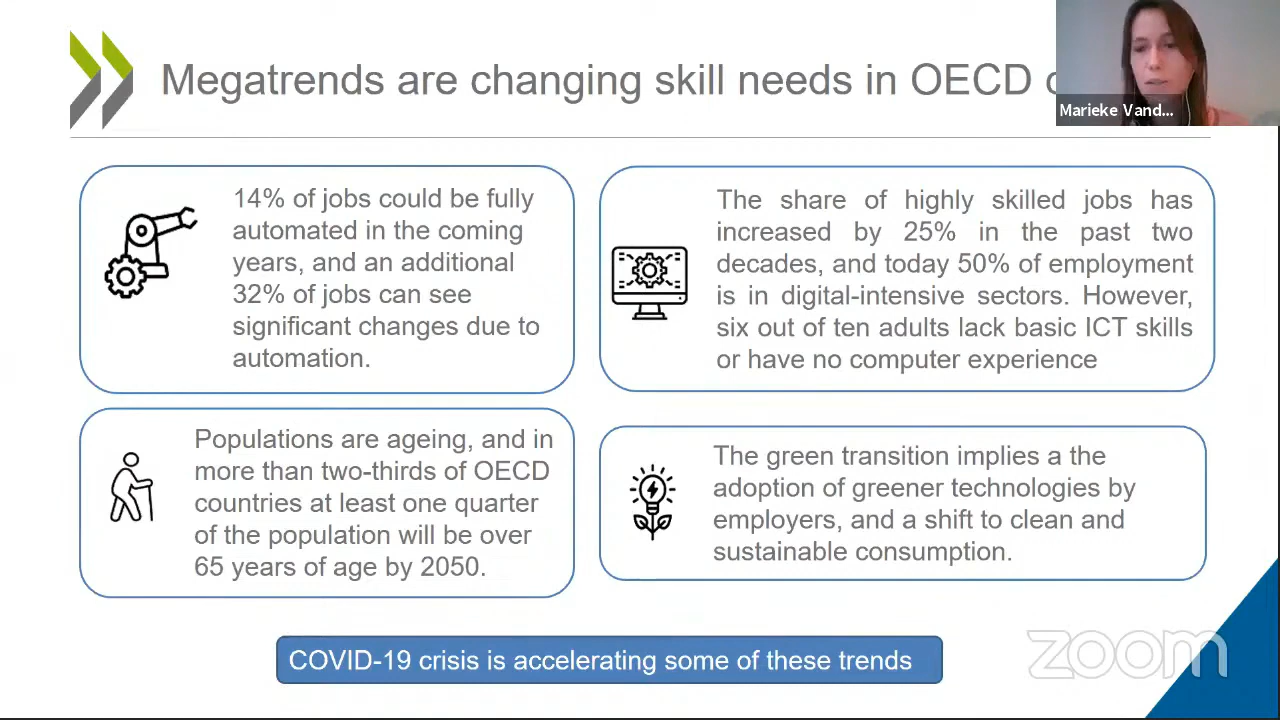 Megatrends are changing skill needs in OECD
Marieke Vand...
14% of jobs could be fully
automated in the coming
years, and an additional
32% of jobs can see
significant changes due to
automation.
The share of highly skilled jobs has
increased by 25% in the past two
decades, and today 50% of employment
is in digital-intensive sectors. However,
six out of ten adults lack basic ICT skills
or have no computer experience
Populations are ageing, and in
more than two-thirds of OECD
countries at least one quarter
of the population will be over
65 years of age by 2050.
The green transition implies a the
adoption of greener technologies by
employers, and a shift to clean and
sustainable consumption.
COVID-19 crisis is accelerating some of these trends
zoom